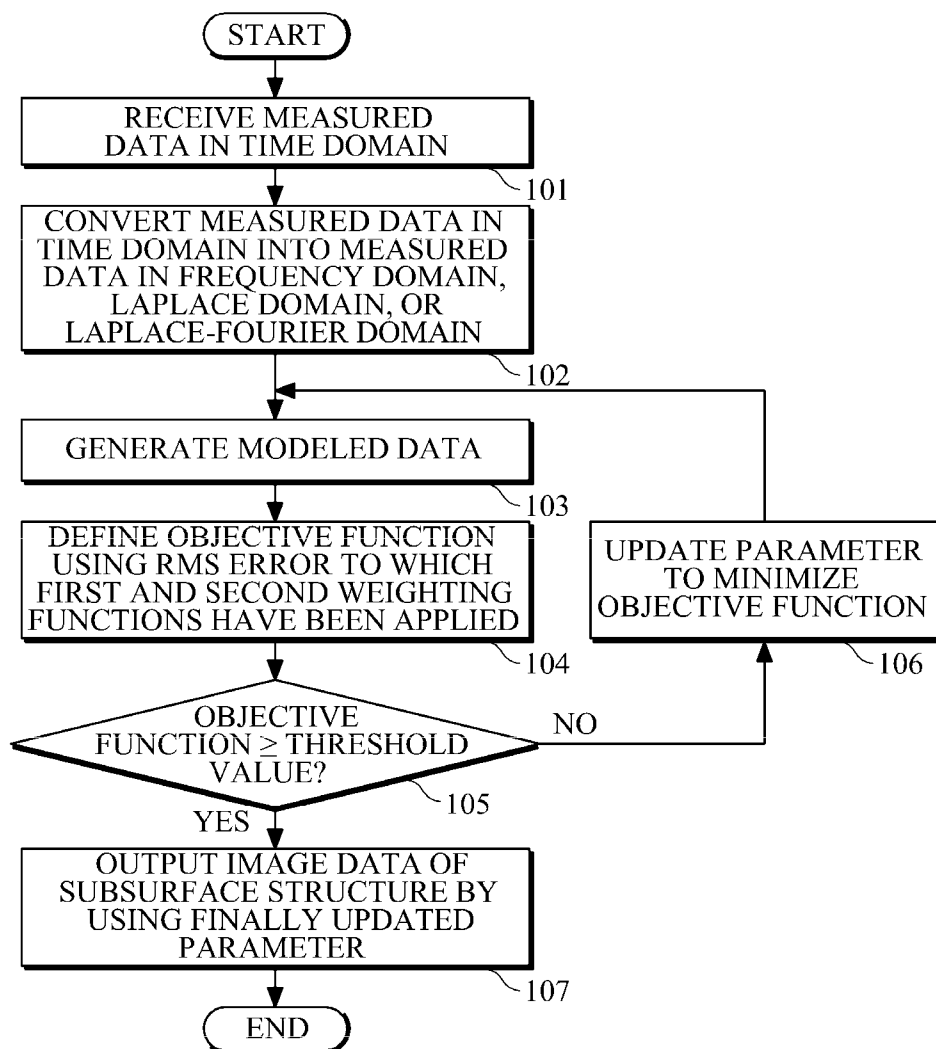 START
RECEIVE MEASURED
DATA IN TIME DOMAIN
101
CONVERT MEASURED DATA IN
TIME DOMAIN INTO MEASURED
DATA IN FREQUENCY DOMAIN,
LAPLACE DOMAIN, OR
LAPLACE-FOURIER DOMAIN
102
GENERATE MODELED DATA
103
DEFINE OBJECTIVE FUNCTION
USING RMS ERROR TO WHICH
FIRST AND SECOND WEIGHTING
FUNCTIONS HAVE BEEN APPLIED
104
UPDATE PARAMETER
TO MINIMIZE
OBJECTIVE FUNCTION
106
OBJECTIVE
FUNCTION ≥ THRESHOLD
VALUE?
105
NO
YES
OUTPUT IMAGE DATA OF
SUBSURFACE STRUCTURE BY
USING FINALLY UPDATED
PARAMETER
107
END